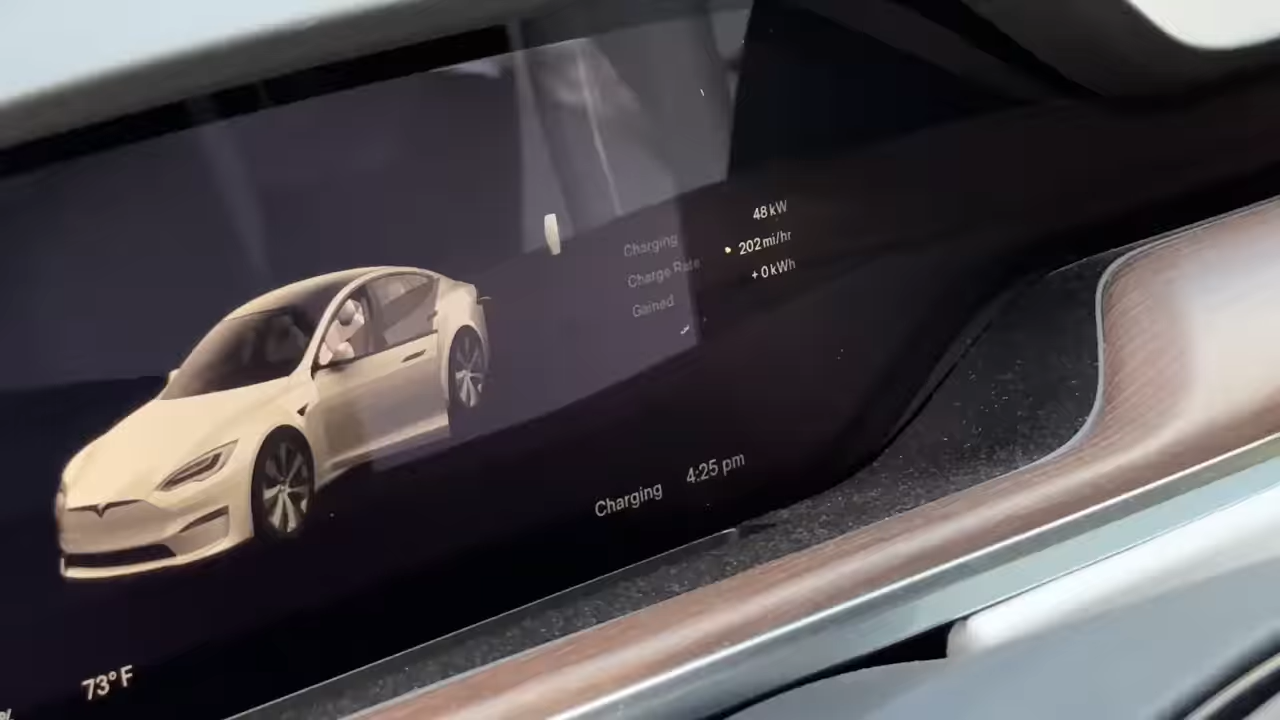 Charging 48 kW
Charge Rate 202 mi/hr
Gained +0 kWh
Charging 4:25 pm
73°F
%